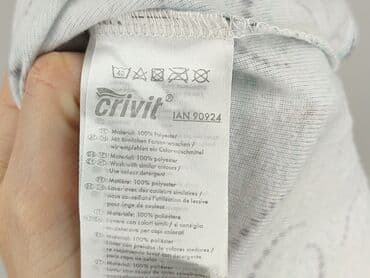 crivit®
IAN 90924
Material: 100% Polyester
Mit ähnlichen Farben waschen /
wir empfehlen ein Colorwaschmittel
Material: 100% polyester
Wash with similar colours /
Use colour detergent
Matière: 100% polyester
Laver avec des couleurs similaires /
nous conseillons l'utilisation de lessive
pour linge de couleur
Materiale: 100% poliestere
Lavare con colori simili / si consiglia
detersivo per capi colorati
Material: 100% poliéster